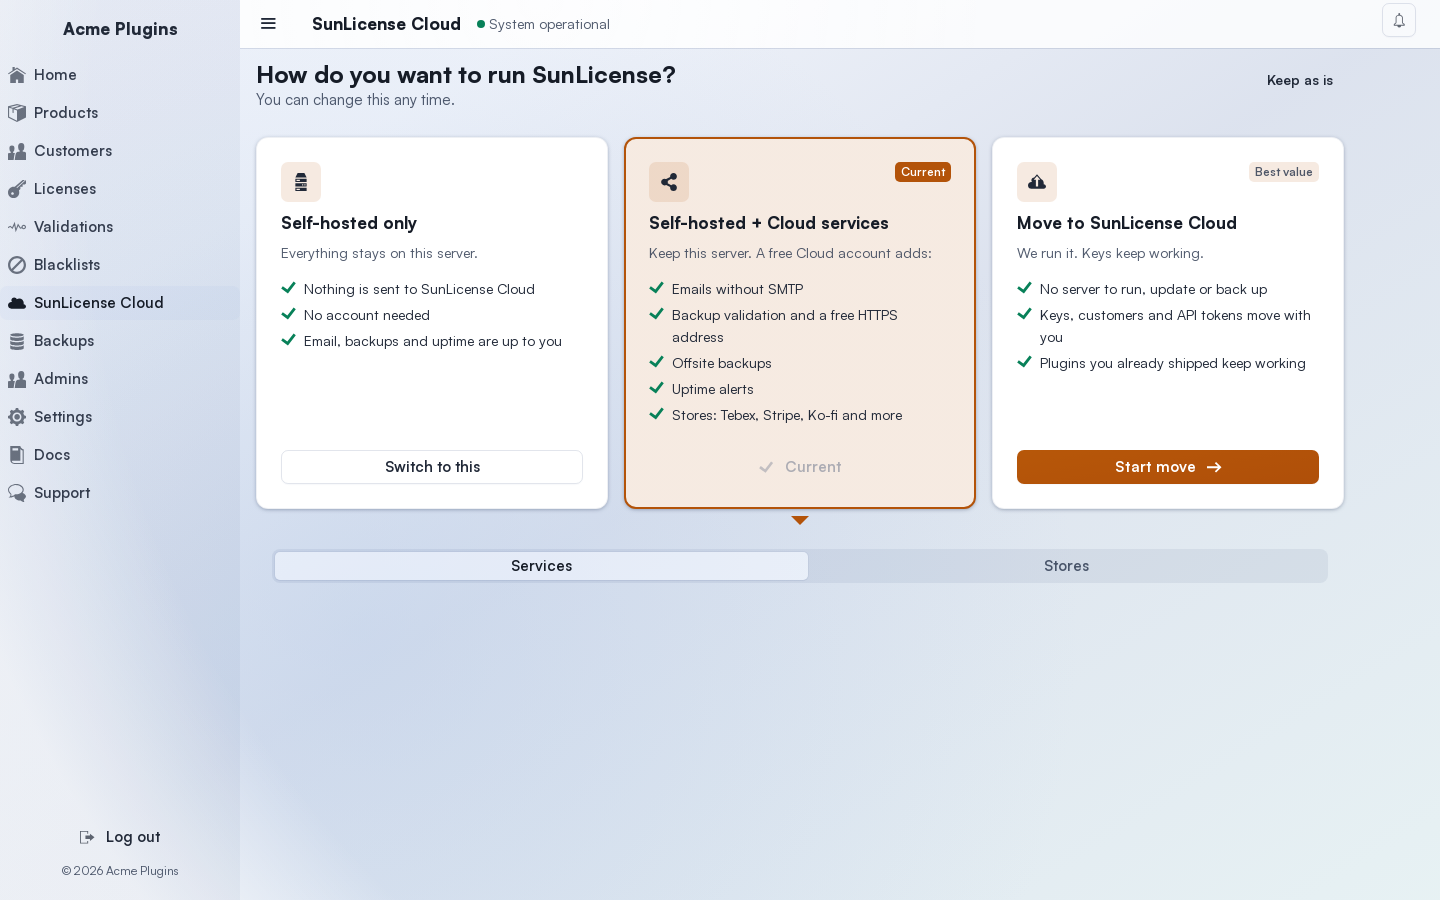 Acme Plugins
Home
Products
Customers
Licenses
Validations
Blacklists
SunLicense Cloud
Backups
Admins
Settings
Docs
Support
Log out
© 2026 Acme Plugins
SunLicense Cloud
System operational
How do you want to run SunLicense?
You can change this any time.
Keep as is
Self-hosted only
Everything stays on this server.
Nothing is sent to SunLicense Cloud
No account needed
Email, backups and uptime are up to you
Switch to this
Current
Self-hosted + Cloud services
Keep this server. A free Cloud account adds:
Emails without SMTP
Backup validation and a free HTTPS
address
Offsite backups
Uptime alerts
Stores: Tebex, Stripe, Ko-fi and more
Current
Best value
Move to SunLicense Cloud
We run it. Keys keep working.
No server to run, update or back up
Keys, customers and API tokens move with
you
Plugins you already shipped keep working
Start move
Services
Stores